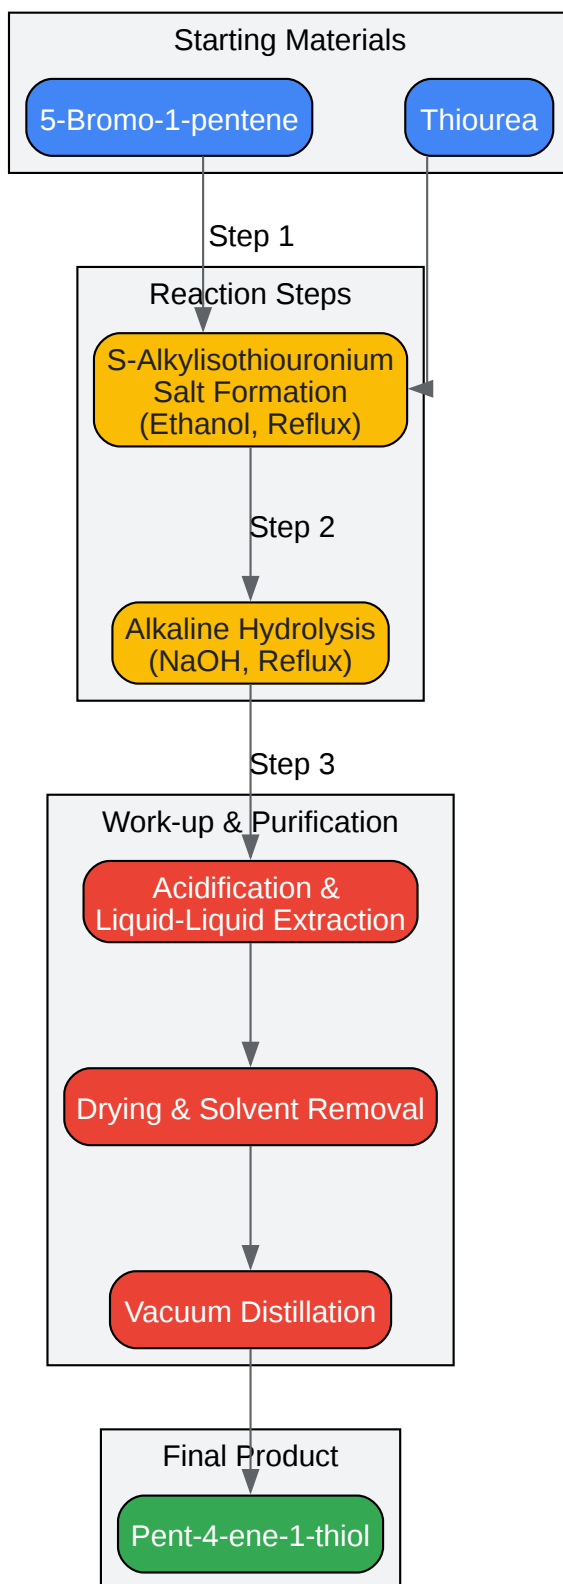 Starting Materials
5-Bromo-1-pentene
Thiourea
Step 1
Reaction Steps
S-Alkylisothiouronium
Salt Formation
(Ethanol, Reflux)
Step 2
Alkaline Hydrolysis
(NaOH, Reflux)
Step 3
Work-up & Purification
Acidification &
Liquid-Liquid Extraction
Drying & Solvent Removal
Vacuum Distillation
Final Product
Pent-4-ene-1-thiol